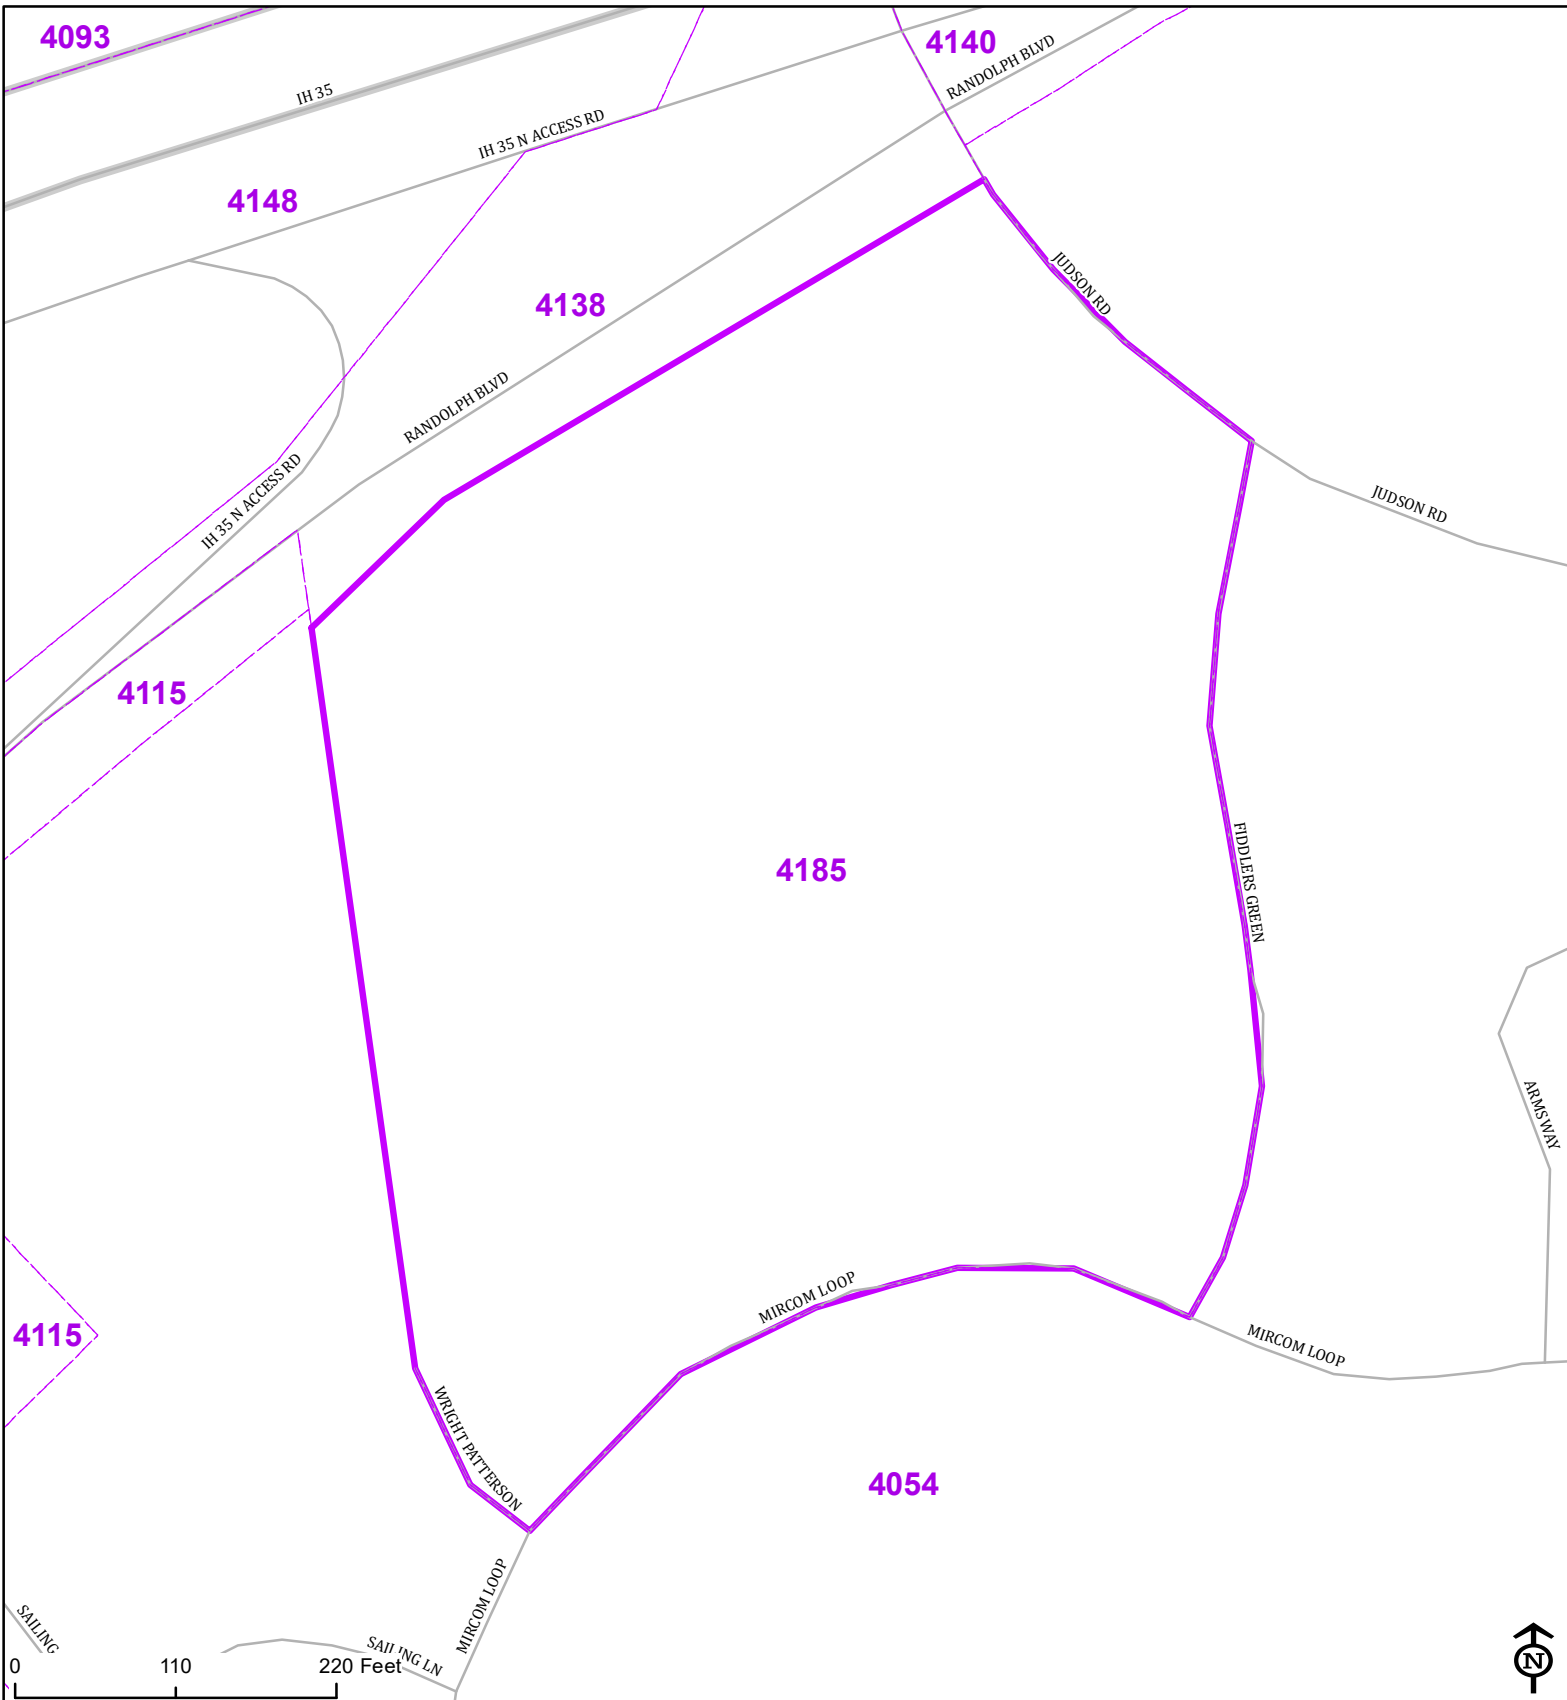 4093
4140
RANDOLPH BLVD
IH 35
IH 35 N ACCESS RD
4148
JUDSON RD
4138
RANDOLPH BLVD
IH 35 N ACCESS RD
JUDSON RD
4115
4185
FIDDLERS GREEN
ARMSWAY
MIRCOM LOOP
4115
MIRCOM LOOP
WRIGHT PATTERSON
4054
MIRCOM LOOP
SAILING
SAILING LN
0 110 220 Feet
N